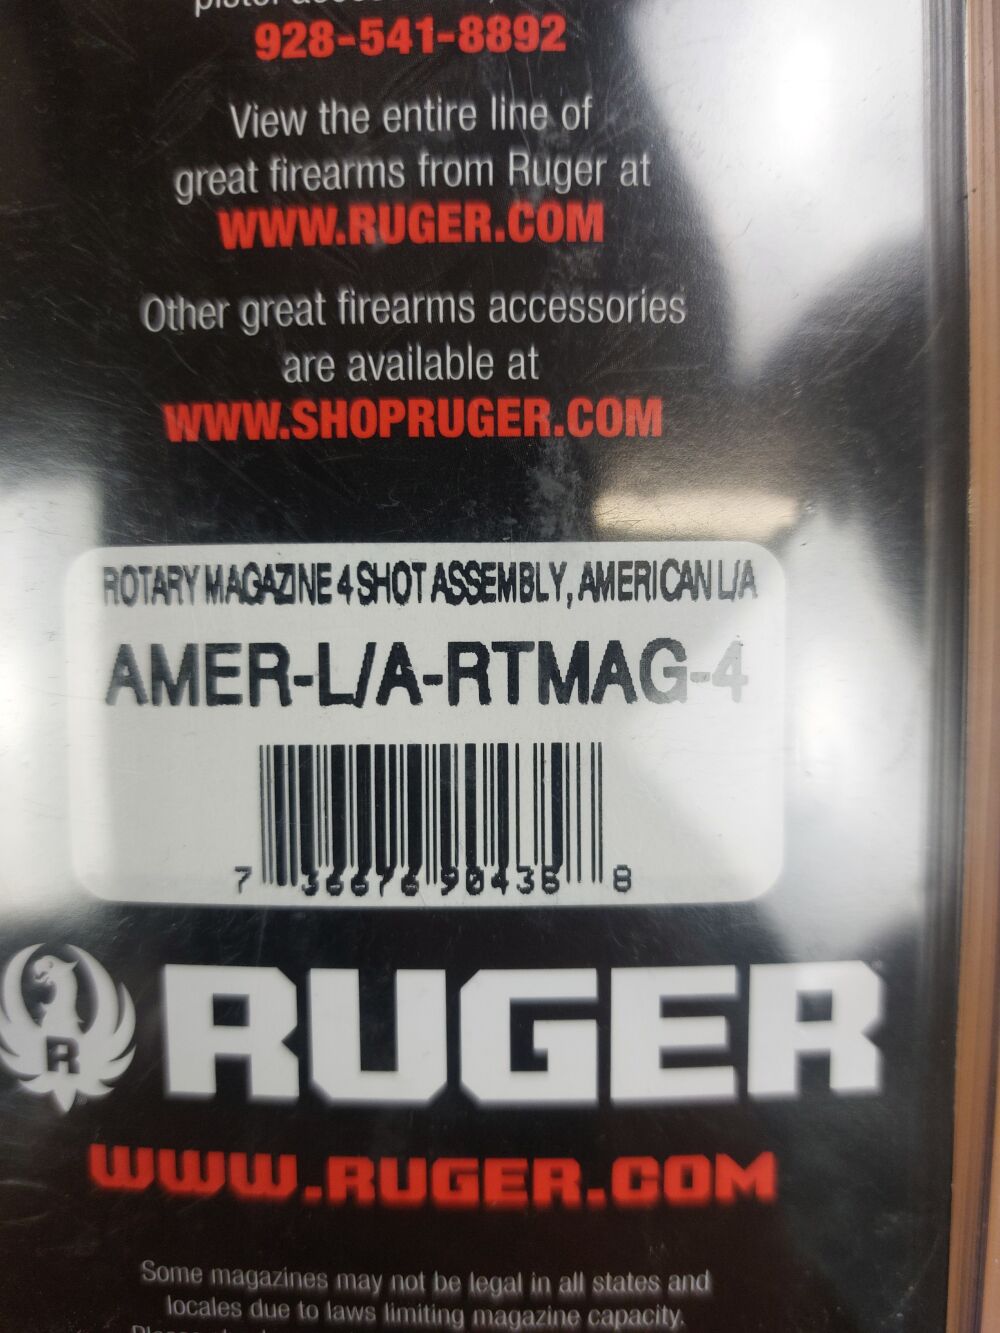 928-541-8892
View the entire line of
great firearms from Ruger at
WWW.RUGER.COM
Other great firearms accessories
are available at
WWW.SHOPRUGER.COM
ROTARY MAGAZINE 4 SHOT ASSEMBLY, AMERICAN L/A
AMER-L/A-RTMAG-4
7 36676 90436 8
R RUGER
WWW.RUGER.COM
Some magazines may not be legal in all states and
locales due to laws limiting magazine capacity.